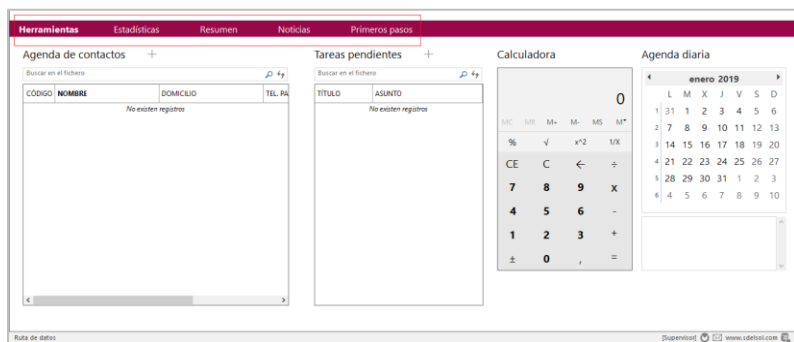 Herramientas Estadísticas Resumen Noticias Primeros pasos
Agenda de contactos +
Buscar en el fichero
CÓDIGO NOMBRE DOMICILIO TEL. PA
No existen registros
Tareas pendientes +
Buscar en el fichero
TÍTULO ASUNTO
No existen registros
Calculadora
0
MC MR M+ M- MS M▾
% √ x^2 1/X
CE C ← ÷
7 8 9 x
4 5 6 -
1 2 3 +
± 0 , =
Agenda diaria
enero 2019
L M X J V S D
1 31 1 2 3 4 5 6
2 7 8 9 10 11 12 13
3 14 15 16 17 18 19 20
4 21 22 23 24 25 26 27
5 28 29 30 31 1 2 3
6 4 5 6 7 8 9 10
Ruta de datos
[Supervisor] www.sdelsol.com